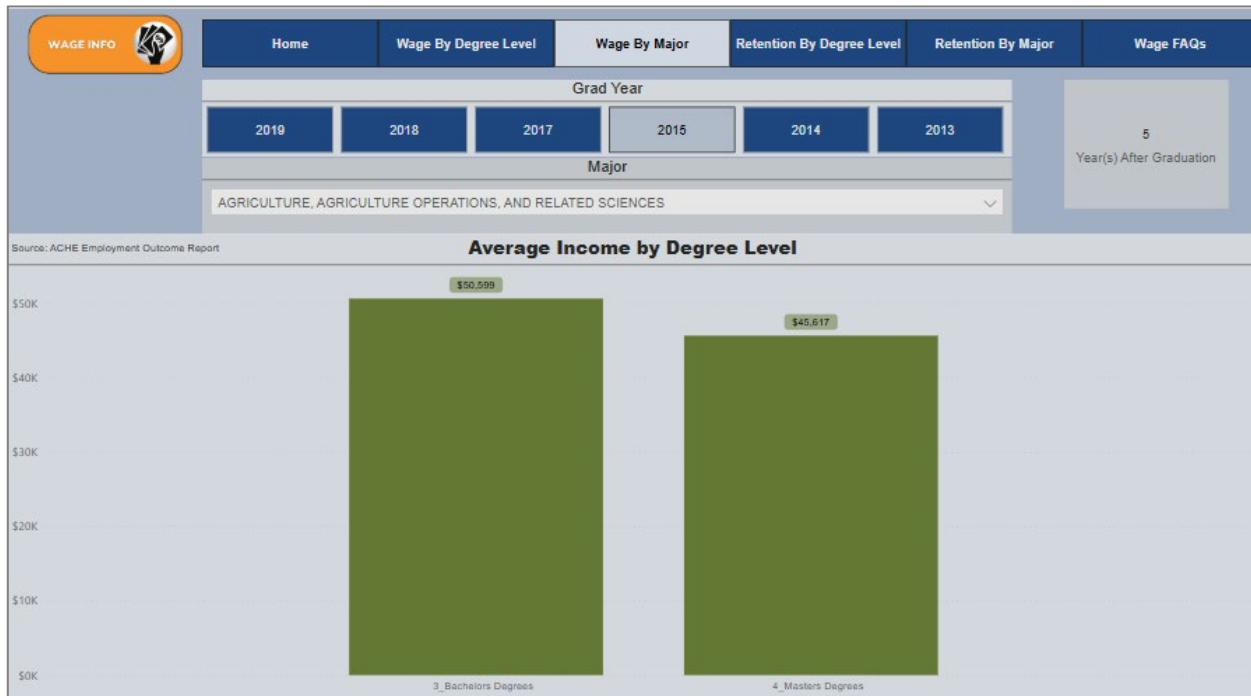 WAGE INFO
Home
Wage By Degree Level
Wage By Major
Retention By Degree Level
Retention By Major
Wage FAQs
Grad Year
2019
2018
2017
2015
2014
2013
5
Year(s) After Graduation
Major
AGRICULTURE, AGRICULTURE OPERATIONS, AND RELATED SCIENCES
Source: ACHE Employment Outcome Report
Average Income by Degree Level
$50,599
$45,617
$50K
$40K
$30K
$20K
$10K
$0K
3_Bachelors Degrees
4_Masters Degrees